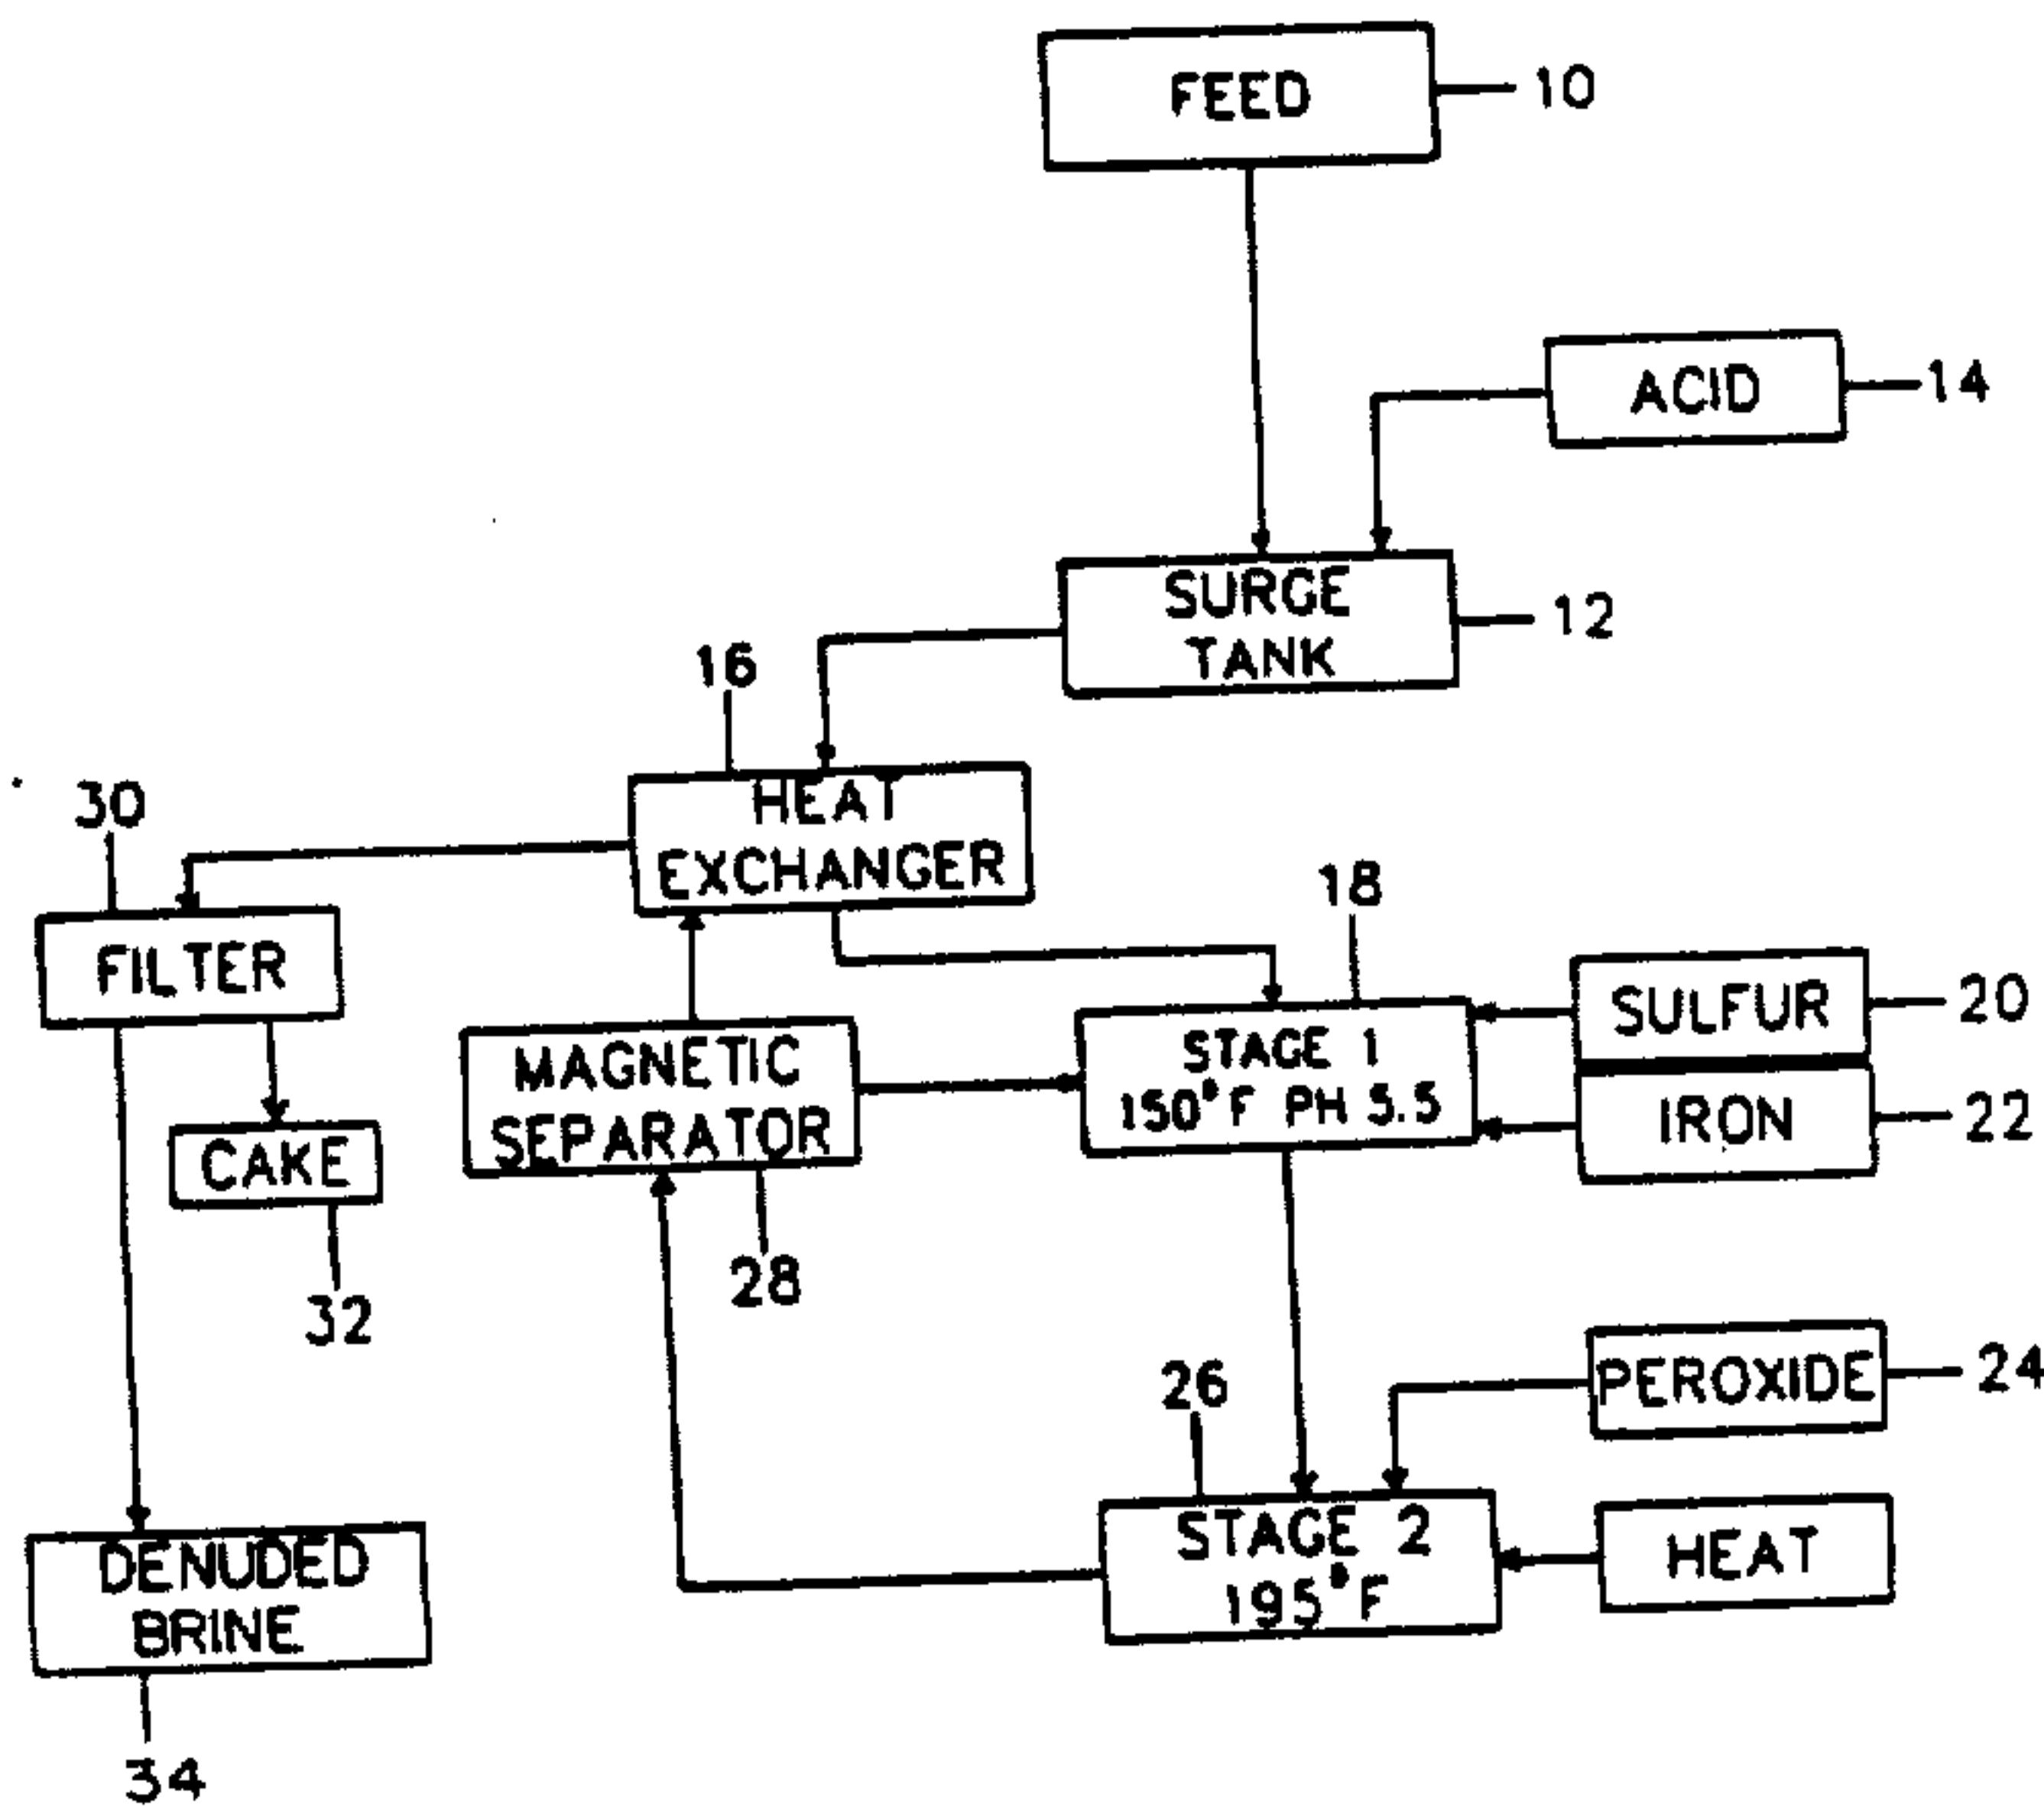 FEED
10
ACID
14
SURGE
TANK
12
16
HEAT
EXCHANGER
30
FILTER
18
STAGE 1
150°F PH 5.5
SULFUR
20
IRON
22
MAGNETIC
SEPARATOR
28
CAKE
32
PEROXIDE
24
26
STAGE 2
195°F
HEAT
DENUDED
BRINE
34